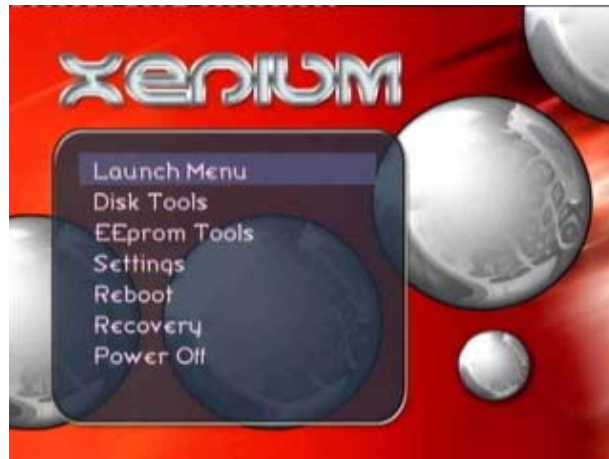 XENIUM
Launch Menu
Disk Tools
EEprom Tools
Settings
Reboot
Recovery
Power Off